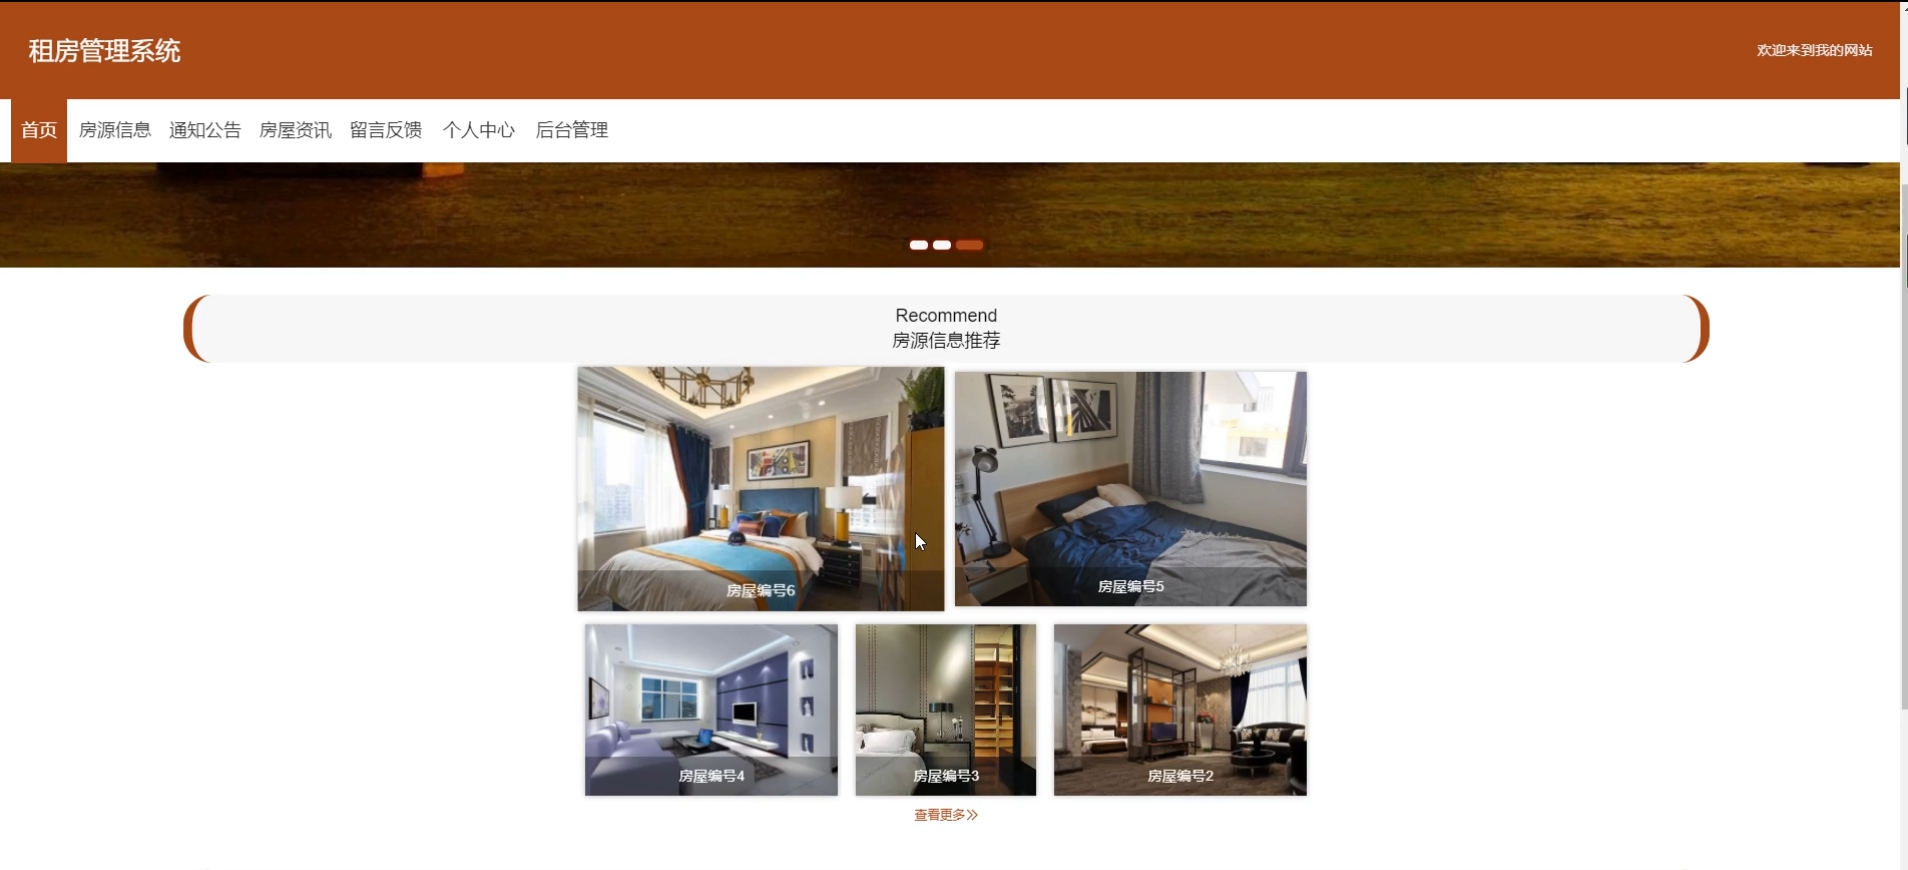 租房管理系统
欢迎来到我的网站
首页 房源信息 通知公告 房屋资讯 留言反馈 个人中心 后台管理
Recommend
房源信息推荐
房屋编号6
房屋编号5
房屋编号4
房屋编号3
房屋编号2
查看更多